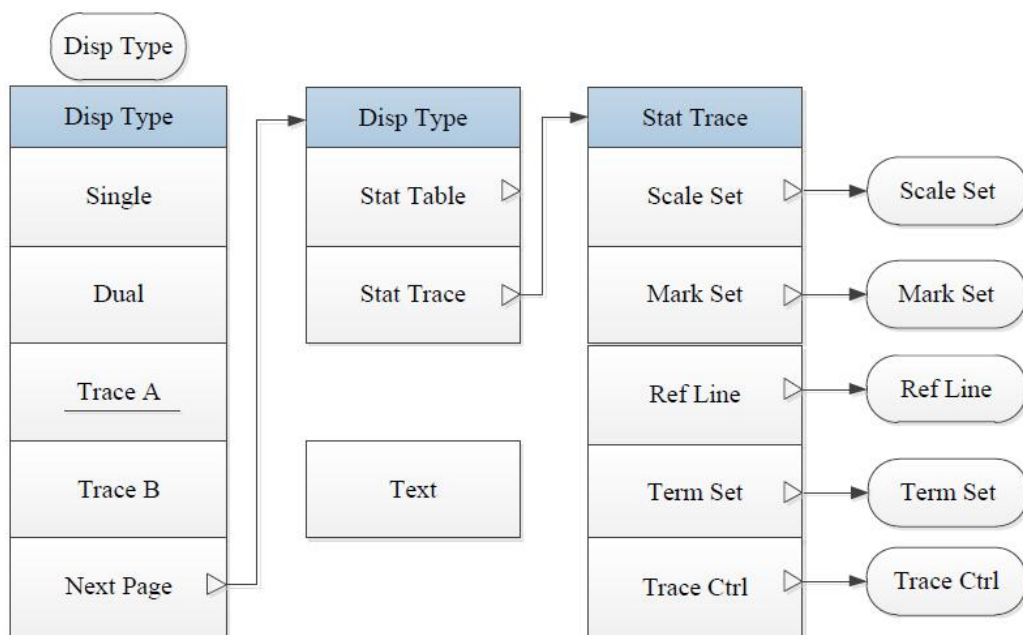 Disp Type
Disp Type
Single
Dual
Trace A
Trace B
Next Page
Disp Type
Stat Table
Stat Trace
Text
Stat Trace
Scale Set
Mark Set
Ref Line
Term Set
Trace Ctrl
Scale Set
Mark Set
Ref Line
Term Set
Trace Ctrl